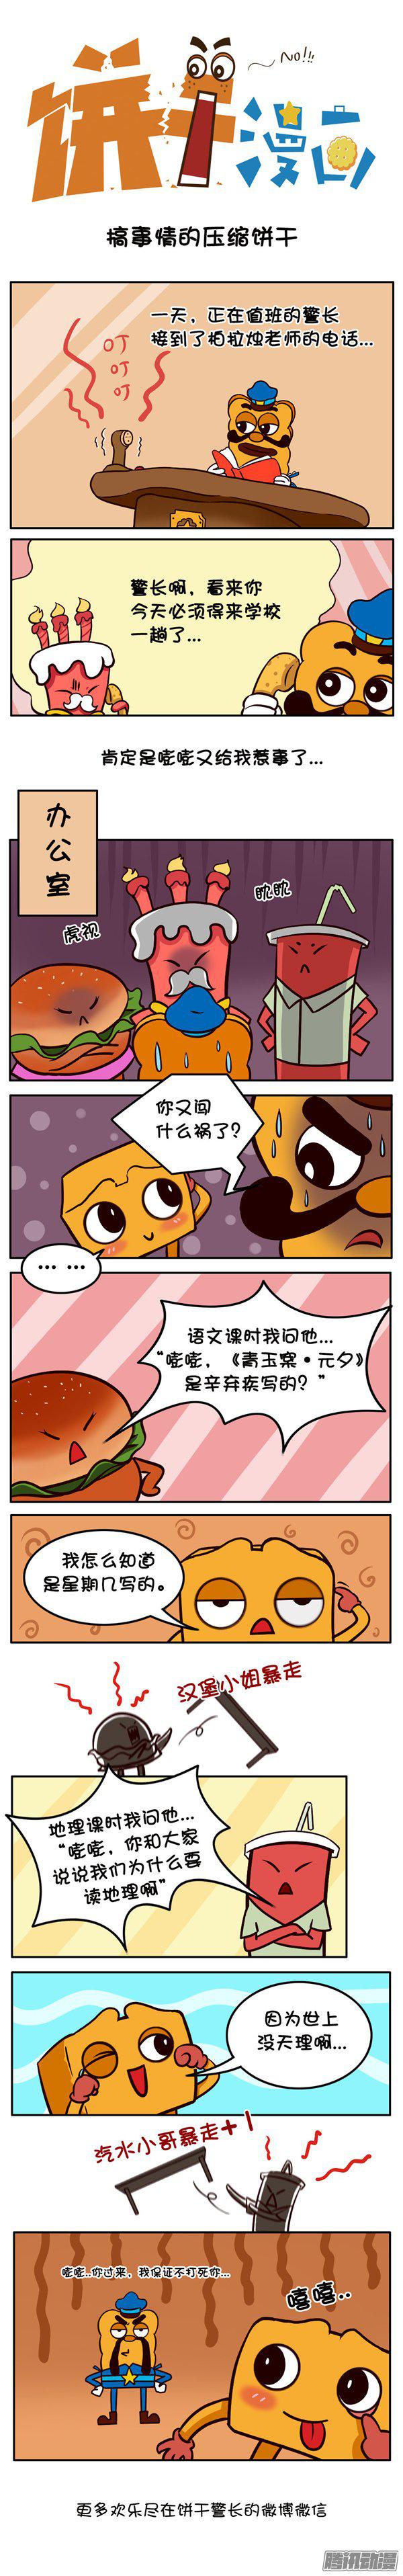 NO!!!
饼干漫画
搞事情的压缩饼干
一天，正在值班的警长
接到了柏拉烛老师的电话...
叮
叮
叮
警长啊，看来你
今天必须得来学校
一趟了...
肯定是嘭嘭又给我惹事了...
办
公
室
虎视
眈眈
你又闯
什么祸了？
... ...
语文课时我问他...
“嘭嘭，《青玉案·元夕》
是辛弃疾写的？”
我怎么知道
是星期几写的。
汉堡小姐暴走
地理课时我问他...
“嘭嘭，你和大家
说说我们为什么要
读地理啊”
因为世上
没天理啊...
汽水小哥暴走+1
嘭嘭..你过来，我保证不打死你...
嘻嘻..
更多欢乐尽在饼干警长的微博微信
腾讯动漫